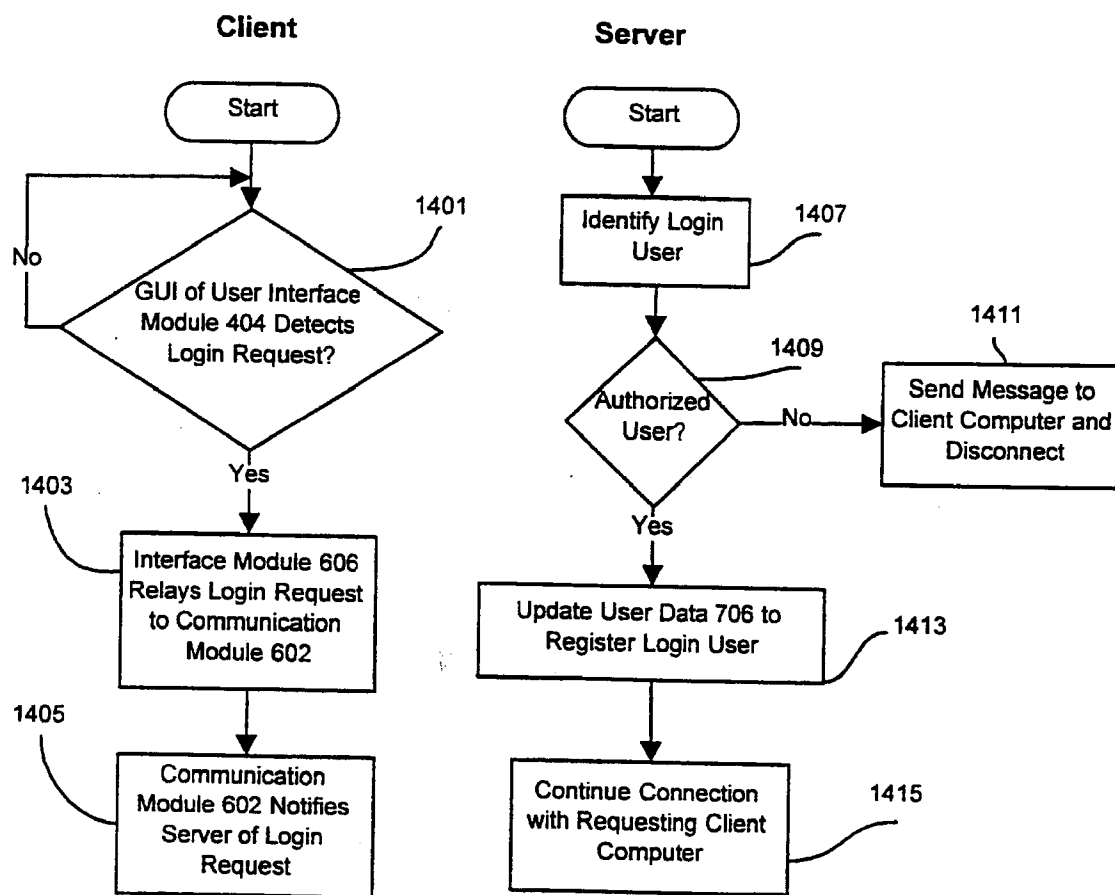 Client
Start
1401
No
GUI of User Interface
Module 404 Detects
Login Request?
Yes
1403
Interface Module 606
Relays Login Request
to Communication
Module 602
1405
Communication
Module 602 Notifies
Server of Login
Request
Server
Start
1407
Identify Login
User
1409
Authorized
User?
No
1411
Send Message to
Client Computer and
Disconnect
Yes
Update User Data 706 to
Register Login User
1413
Continue Connection
with Requesting Client
Computer
1415